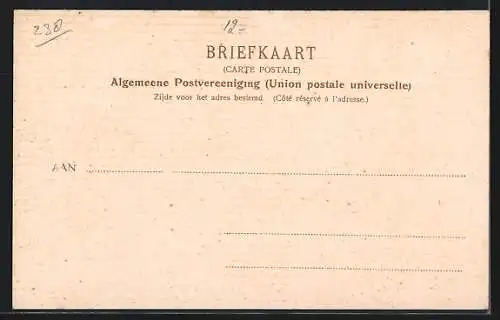 238 12=
BRIEFKAART
(CARTE POSTALE)
Algemeene Postvereeniging (Union postale universelle)
Zijde voor het adres bestemd. (Côté réservé à l'adresse.)
AAN